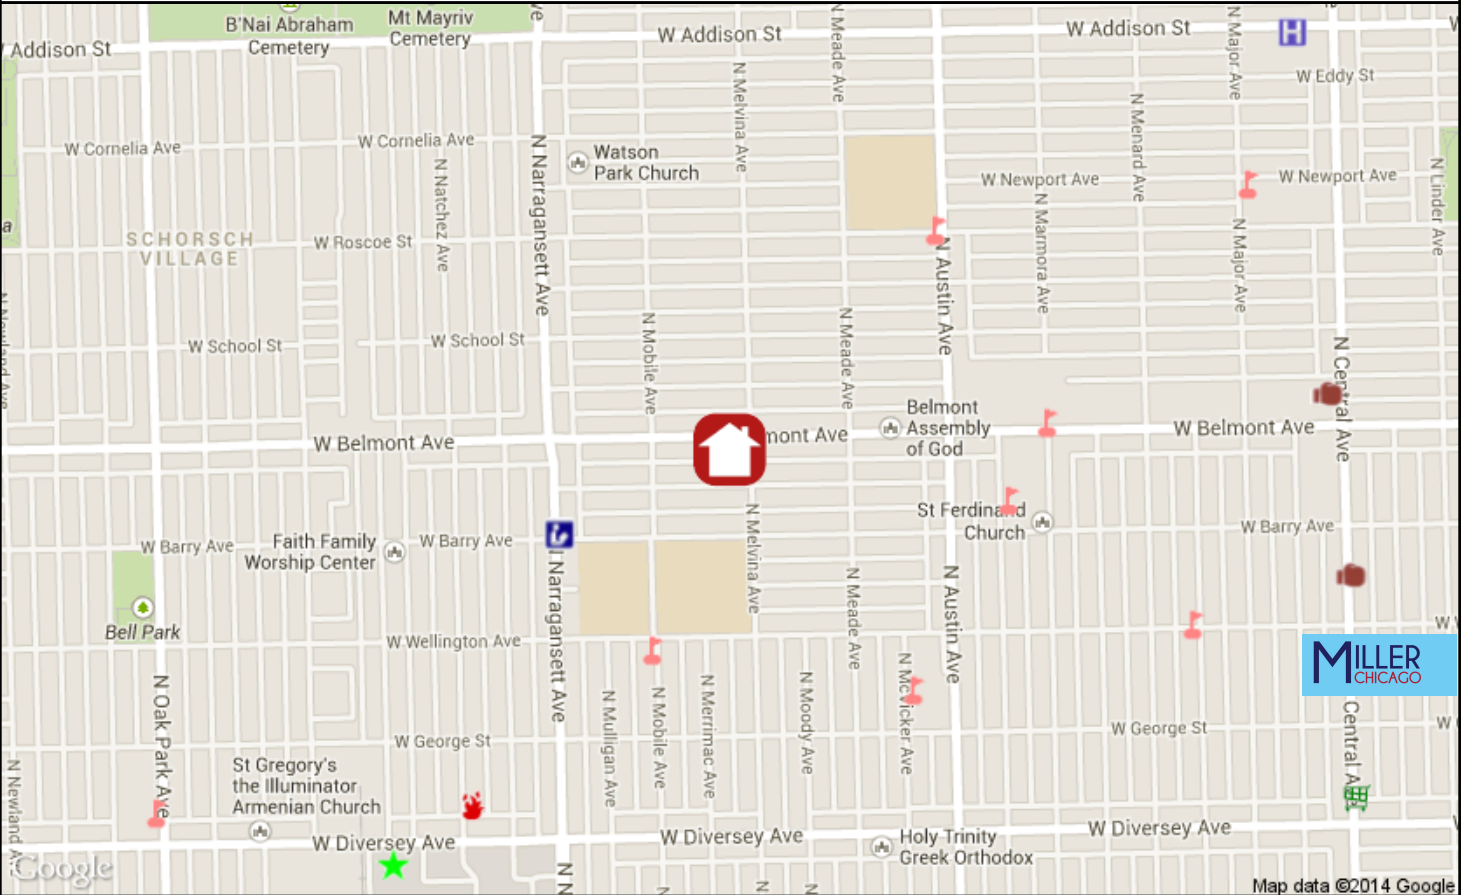 B'Nai Abraham
Cemetery
Mt Mayriv
Cemetery
W Addison St
W Addison St
W Addison St
N Meade Ave
N Major Ave
H
W Eddy St
N Melvina Ave
N Menard Ave
W Cornelia Ave
W Cornelia Ave
N Natchez Ave
N Narragansett Ave
Watson
Park Church
W Newport Ave
W Newport Ave
N Linder Ave
N Marmora Ave
N Major Ave
SCHORSCH
VILLAGE
W Roscoe St
N Austin Ave
W School St
W School St
N Mobile Ave
N Meade Ave
N Central Ave
W Belmont Ave
mont Ave
Belmont
Assembly
of God
W Belmont Ave
St Ferdinand
Church
W Barry Ave
Faith Family
Worship Center
W Barry Ave
W Barry Ave
N Melvina Ave
N Narragansett Ave
N Meade Ave
N Austin Ave
Bell Park
W Wellington Ave
MILLER
CHICAGO
N Oak Park Ave
N Mulligan Ave
N Mobile Ave
N Merrimac Ave
N Moody Ave
N McVicker Ave
Central Ave
W George St
W George St
N Newland Ave
St Gregory's
the Illuminator
Armenian Church
W Diversey Ave
W Diversey Ave
W Diversey Ave
Holy Trinity
Greek Orthodox
Google
Map data ©2014 Google